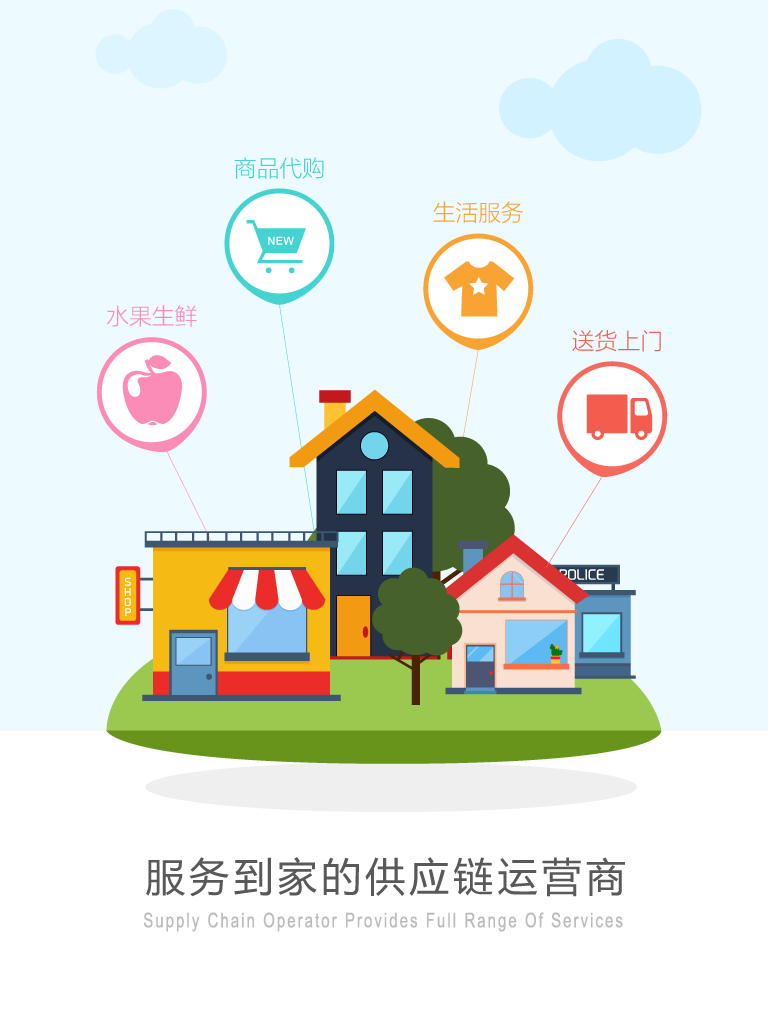 商品代购
NEW
生活服务
水果生鲜
送货上门
POLICE
SHOP
服务到家的供应链运营商
Supply Chain Operator Provides Full Range Of Services